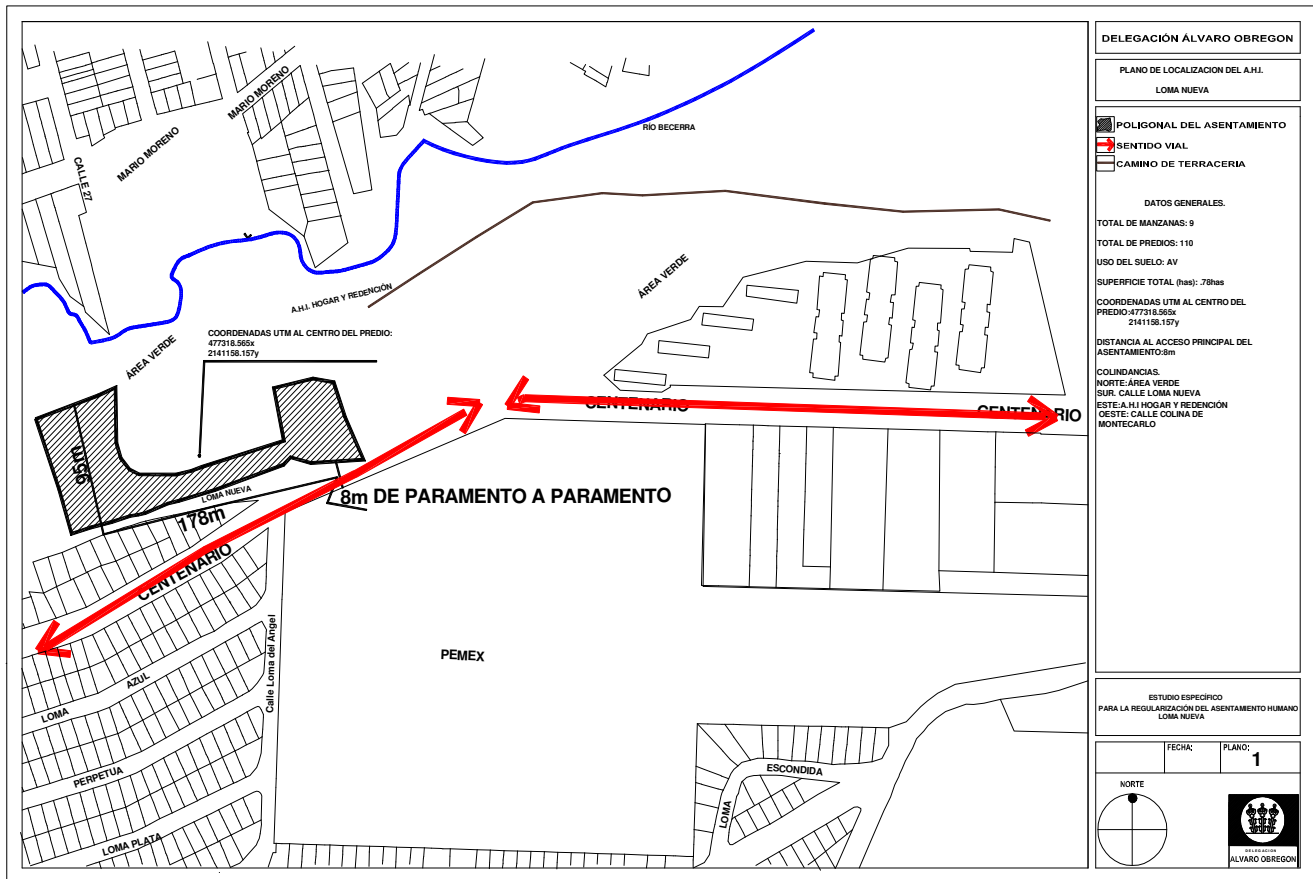 MARIO MORENO
MARIO MORENO
CALLE 27
RÍO BECERRA
A.H.I. HOGAR Y REDENCIÓN
ÁREA VERDE
ÁREA VERDE
COORDENADAS UTM AL CENTRO DEL PREDIO:
477318.565x
2141158.157y
CENTENARIO
CENTENARIO
95m
LOMA NUEVA
178m
8m DE PARAMENTO A PARAMENTO
CENTENARIO
Calle Loma del Angel
PEMEX
LOMA
AZUL
PERPETUA
LOMA PLATA
LOMA
ESCONDIDA
DELEGACIÓN ÁLVARO OBREGON
PLANO DE LOCALIZACION DEL A.H.I.
LOMA NUEVA
POLIGONAL DEL ASENTAMIENTO
SENTIDO VIAL
CAMINO DE TERRACERIA
DATOS GENERALES.
TOTAL DE MANZANAS: 9
TOTAL DE PREDIOS: 110
USO DEL SUELO: AV
SUPERFICIE TOTAL (has): .78has
COORDENADAS UTM AL CENTRO DEL
PREDIO:477318.565x
2141158.157y
DISTANCIA AL ACCESO PRINCIPAL DEL
ASENTAMIENTO:8m
COLINDANCIAS.
NORTE:ÁREA VERDE
SUR. CALLE LOMA NUEVA
ESTE:A.H.I HOGAR Y REDENCIÓN
OESTE: CALLE COLINA DE
MONTECARLO
ESTUDIO ESPECÍFICO
PARA LA REGULARIZACIÓN DEL ASENTAMIENTO HUMANO
LOMA NUEVA
FECHA:
PLANO:
1
NORTE
DELEGACION
ALVARO OBREGON